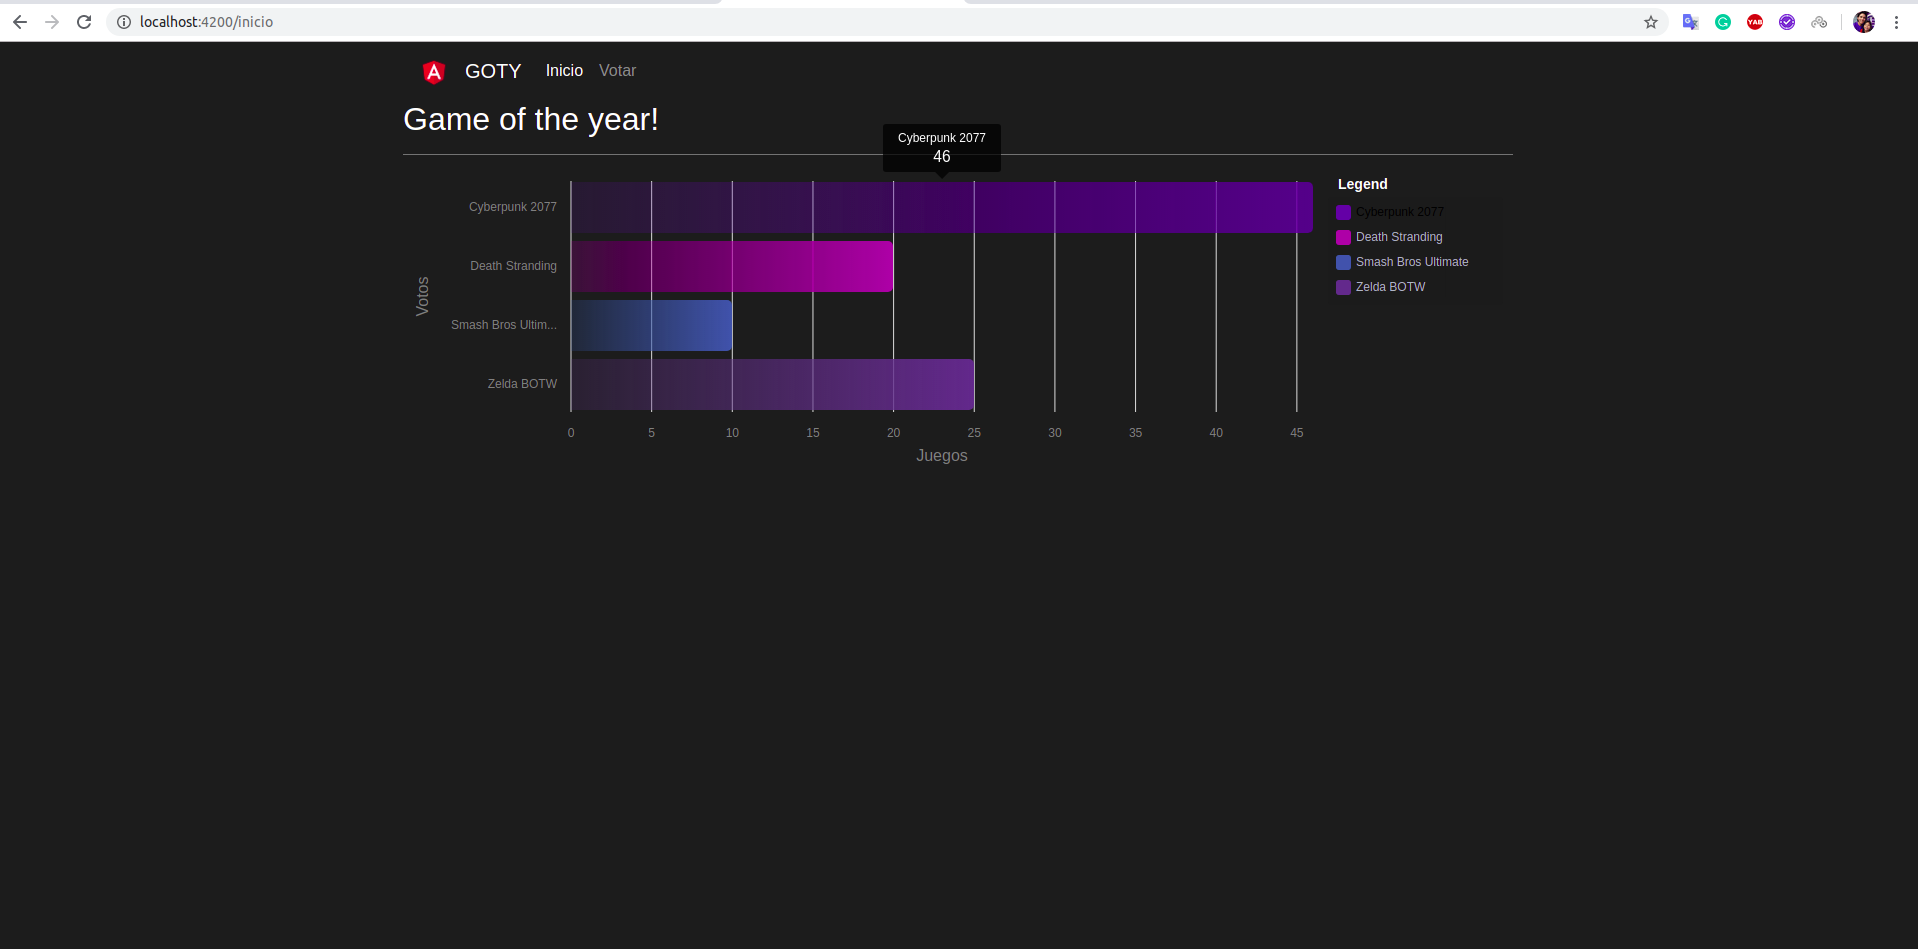 localhost:4200/inicio
GOTY Inicio Votar
Game of the year!
Cyberpunk 2077
46
Votos
Cyberpunk 2077
Death Stranding
Smash Bros Ultim...
Zelda BOTW
0 5 10 15 20 25 30 35 40 45
Juegos
Legend
Cyberpunk 2077
Death Stranding
Smash Bros Ultimate
Zelda BOTW
YAB